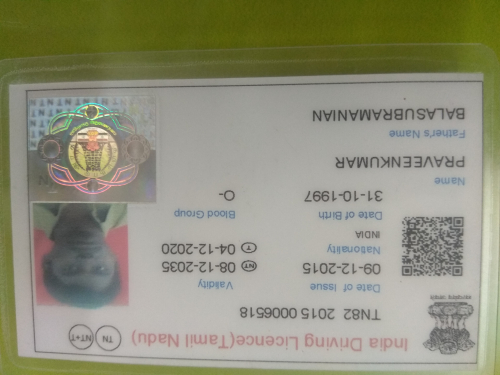 India Driving Licence(Tamil Nadu)
TN82 2015 0006518
TN
NT+T
Date of Issue
09-12-2015
Validity
NT 08-12-2035
T 04-12-2020
Nationality
INDIA
Date of Birth
31-10-1997
Blood Group
O-
Name
PRAVEENKUMAR
Father's Name
BALASUBRAMANIAN